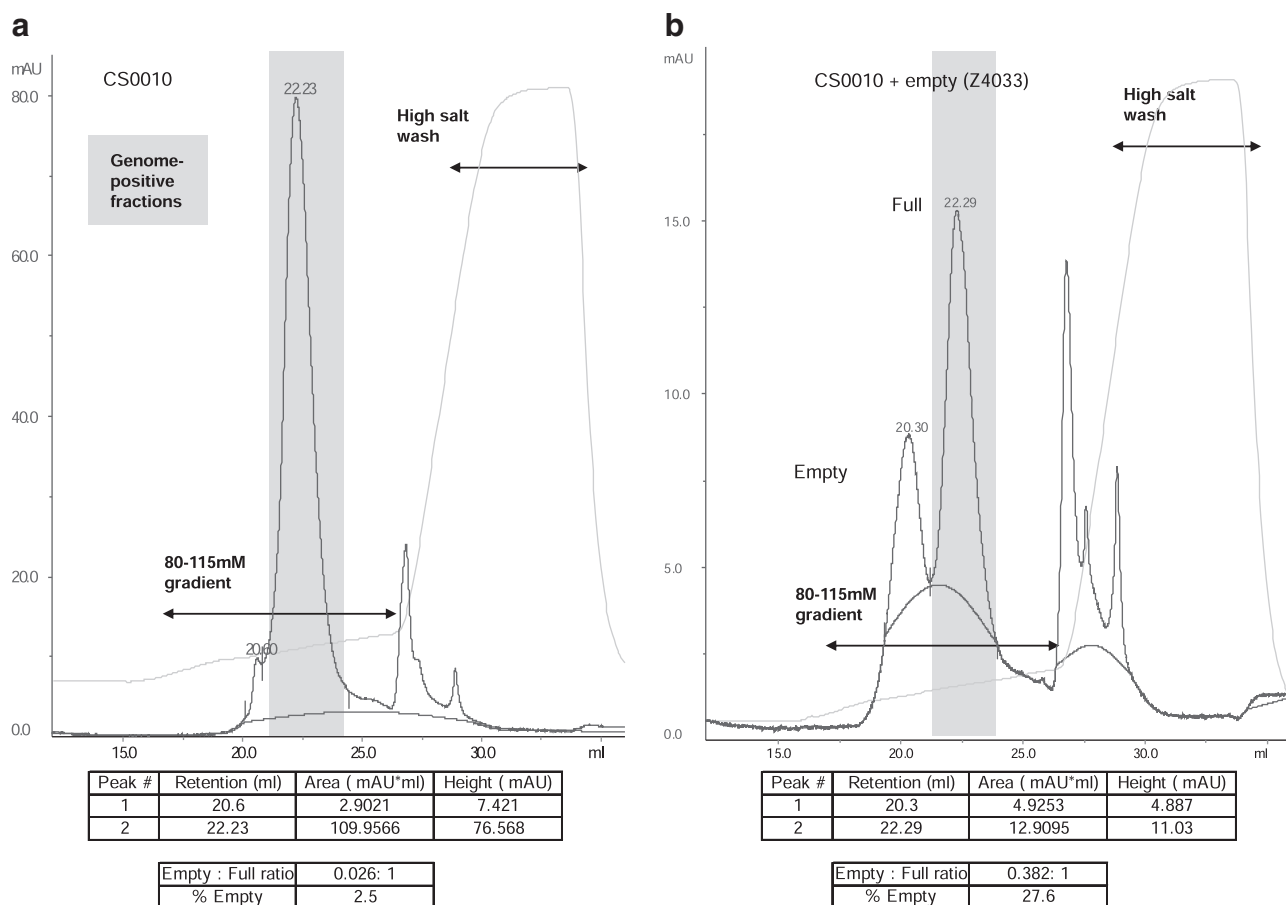 a
mAU
CS0010
80.0
22.23
High salt
wash
Genome-
positive
fractions
60.0
40.0
80-115mM
gradient
20.0
20.60
0.0
15.0 20.0 25.0 30.0 ml
Peak # Retention (ml) Area ( mAU*ml) Height ( mAU)
1 20.6 2.9021 7.421
2 22.23 109.9566 76.568
Empty : Full ratio 0.026: 1
% Empty 2.5
b
mAU
CS0010 + empty (Z4033)
High salt
wash
Full
22.29
15.0
10.0
20.30
Empty
5.0
80-115mM
gradient
0.0
15.0 20.0 25.0 30.0 ml
Peak # Retention (ml) Area ( mAU*ml) Height ( mAU)
1 20.3 4.9253 4.887
2 22.29 12.9095 11.03
Empty : Full ratio 0.382: 1
% Empty 27.6